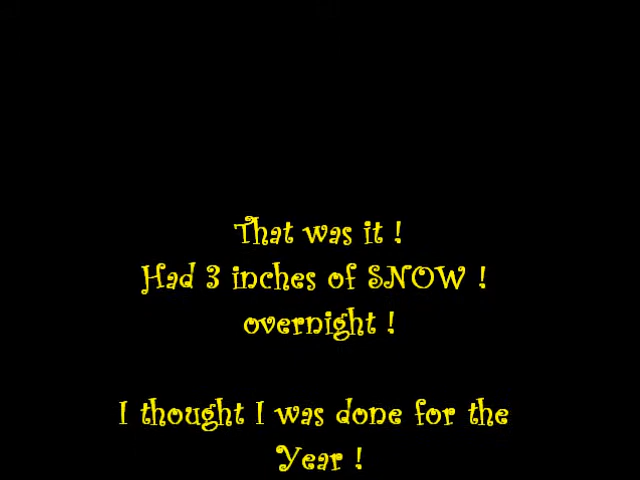 That was it !
Had 3 inches of SNOW !
overnight !
I thought I was done for the
Year !